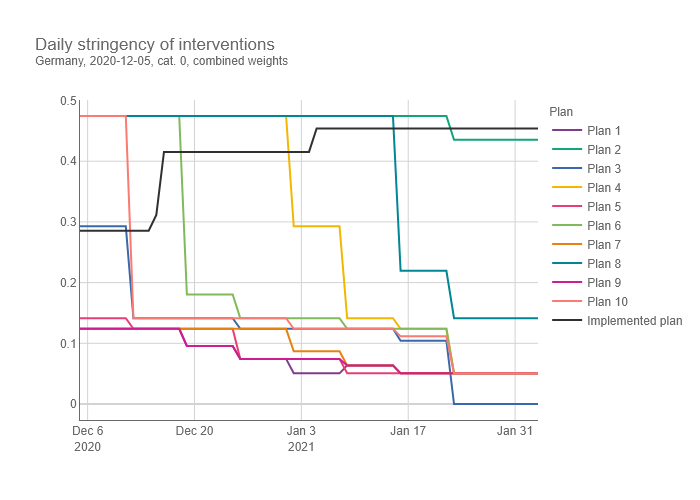 Daily stringency of interventions
Germany, 2020-12-05, cat. 0, combined weights
0.5
0.4
0.3
0.2
0.1
0
Dec 6
2020
Dec 20
Jan 3
2021
Jan 17
Jan 31
Plan
Plan 1
Plan 2
Plan 3
Plan 4
Plan 5
Plan 6
Plan 7
Plan 8
Plan 9
Plan 10
Implemented plan